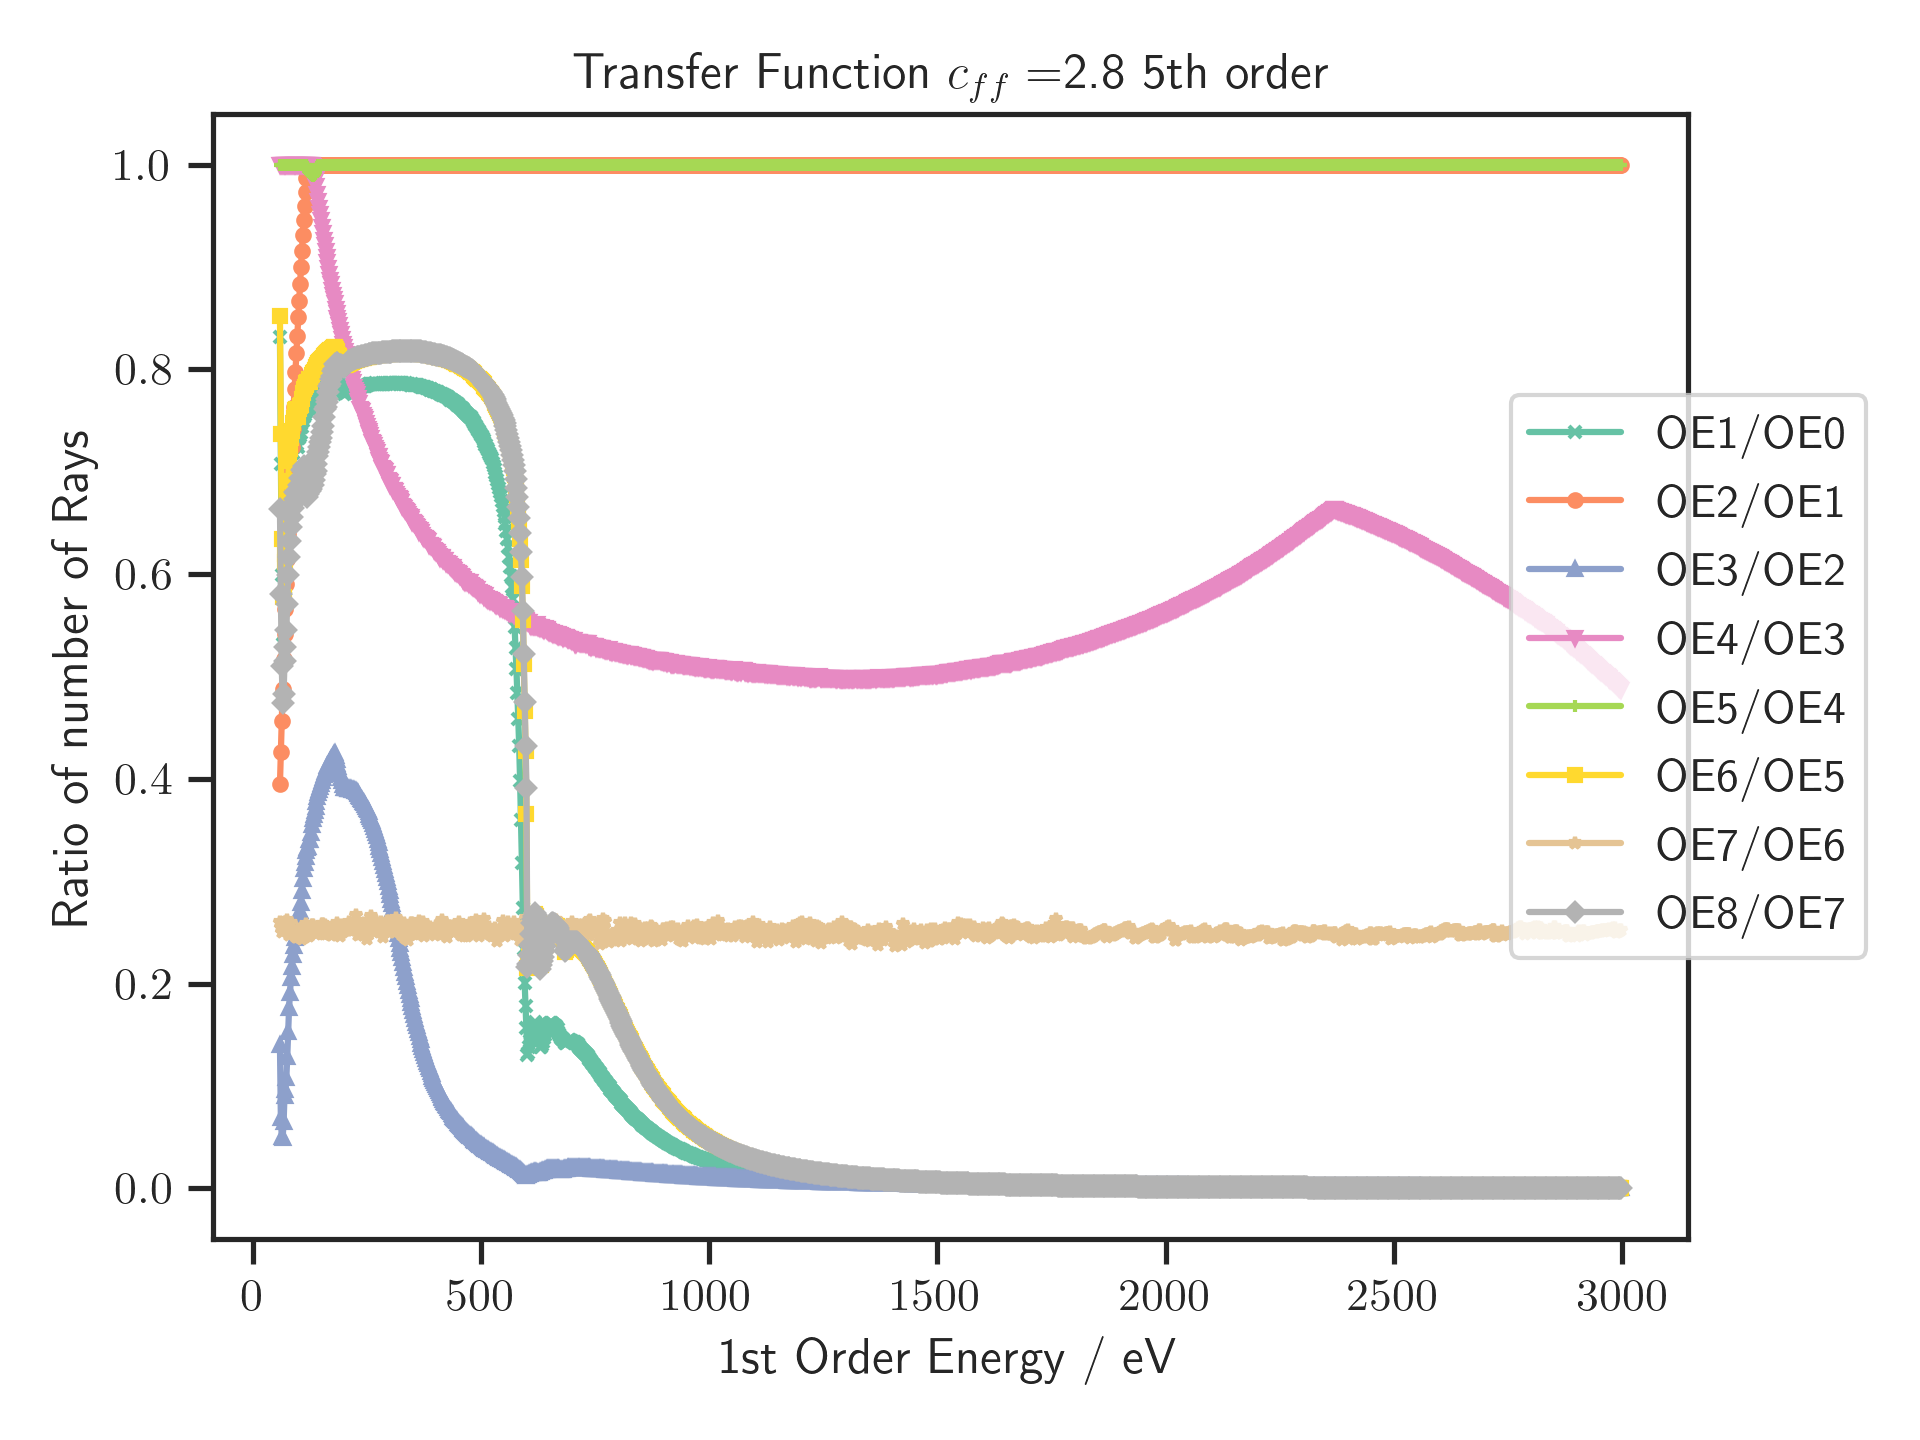 Transfer Function c_ff =2.8 5th order
Ratio of number of Rays
1.0
0.8
0.6
0.4
0.2
0.0
OE1/OE0
OE2/OE1
OE3/OE2
OE4/OE3
OE5/OE4
OE6/OE5
OE7/OE6
OE8/OE7
0 500 1000 1500 2000 2500 3000
1st Order Energy / eV